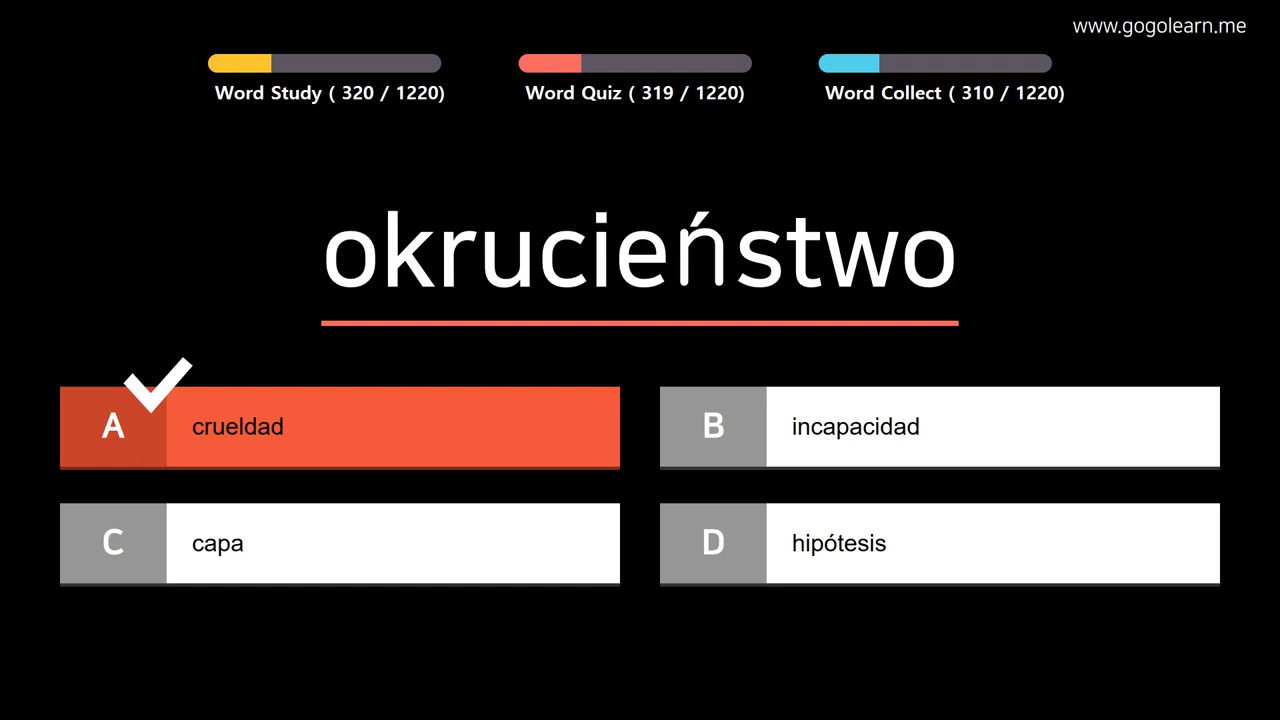 www.gogolearn.me
Word Study ( 320 / 1220)
Word Quiz ( 319 / 1220)
Word Collect ( 310 / 1220)
okrucieństwo
A crueldad
B incapacidad
C capa
D hipótesis